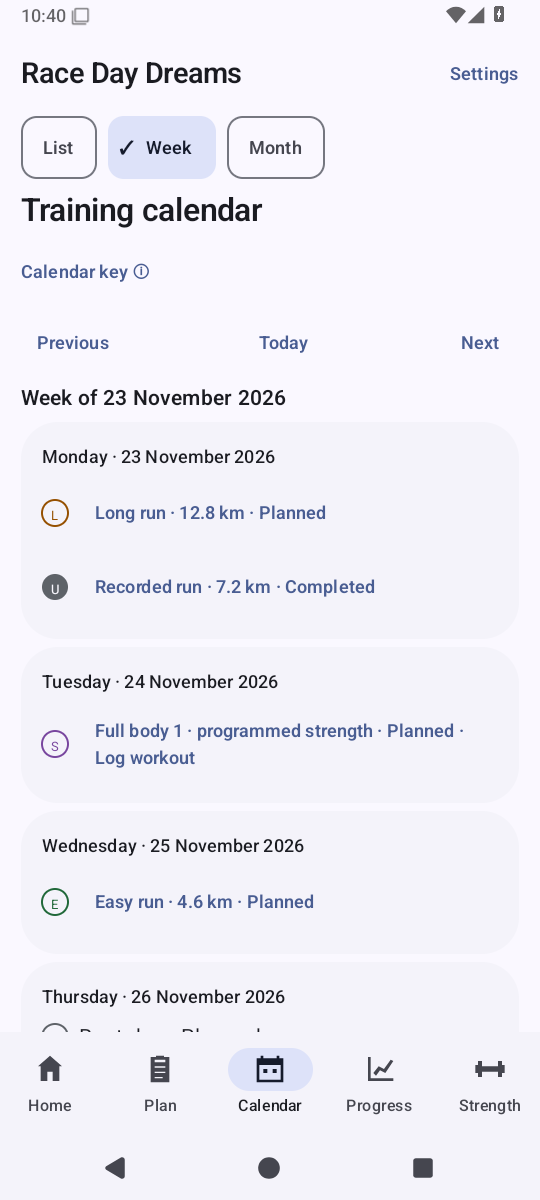 10:40
Race Day Dreams
Settings
List
✓ Week
Month
Training calendar
Calendar key ⓘ
Previous
Today
Next
Week of 23 November 2026
Monday · 23 November 2026
L
Long run · 12.8 km · Planned
U
Recorded run · 7.2 km · Completed
Tuesday · 24 November 2026
S
Full body 1 · programmed strength · Planned ·
Log workout
Wednesday · 25 November 2026
E
Easy run · 4.6 km · Planned
Thursday · 26 November 2026
Home
Plan
Calendar
Progress
Strength